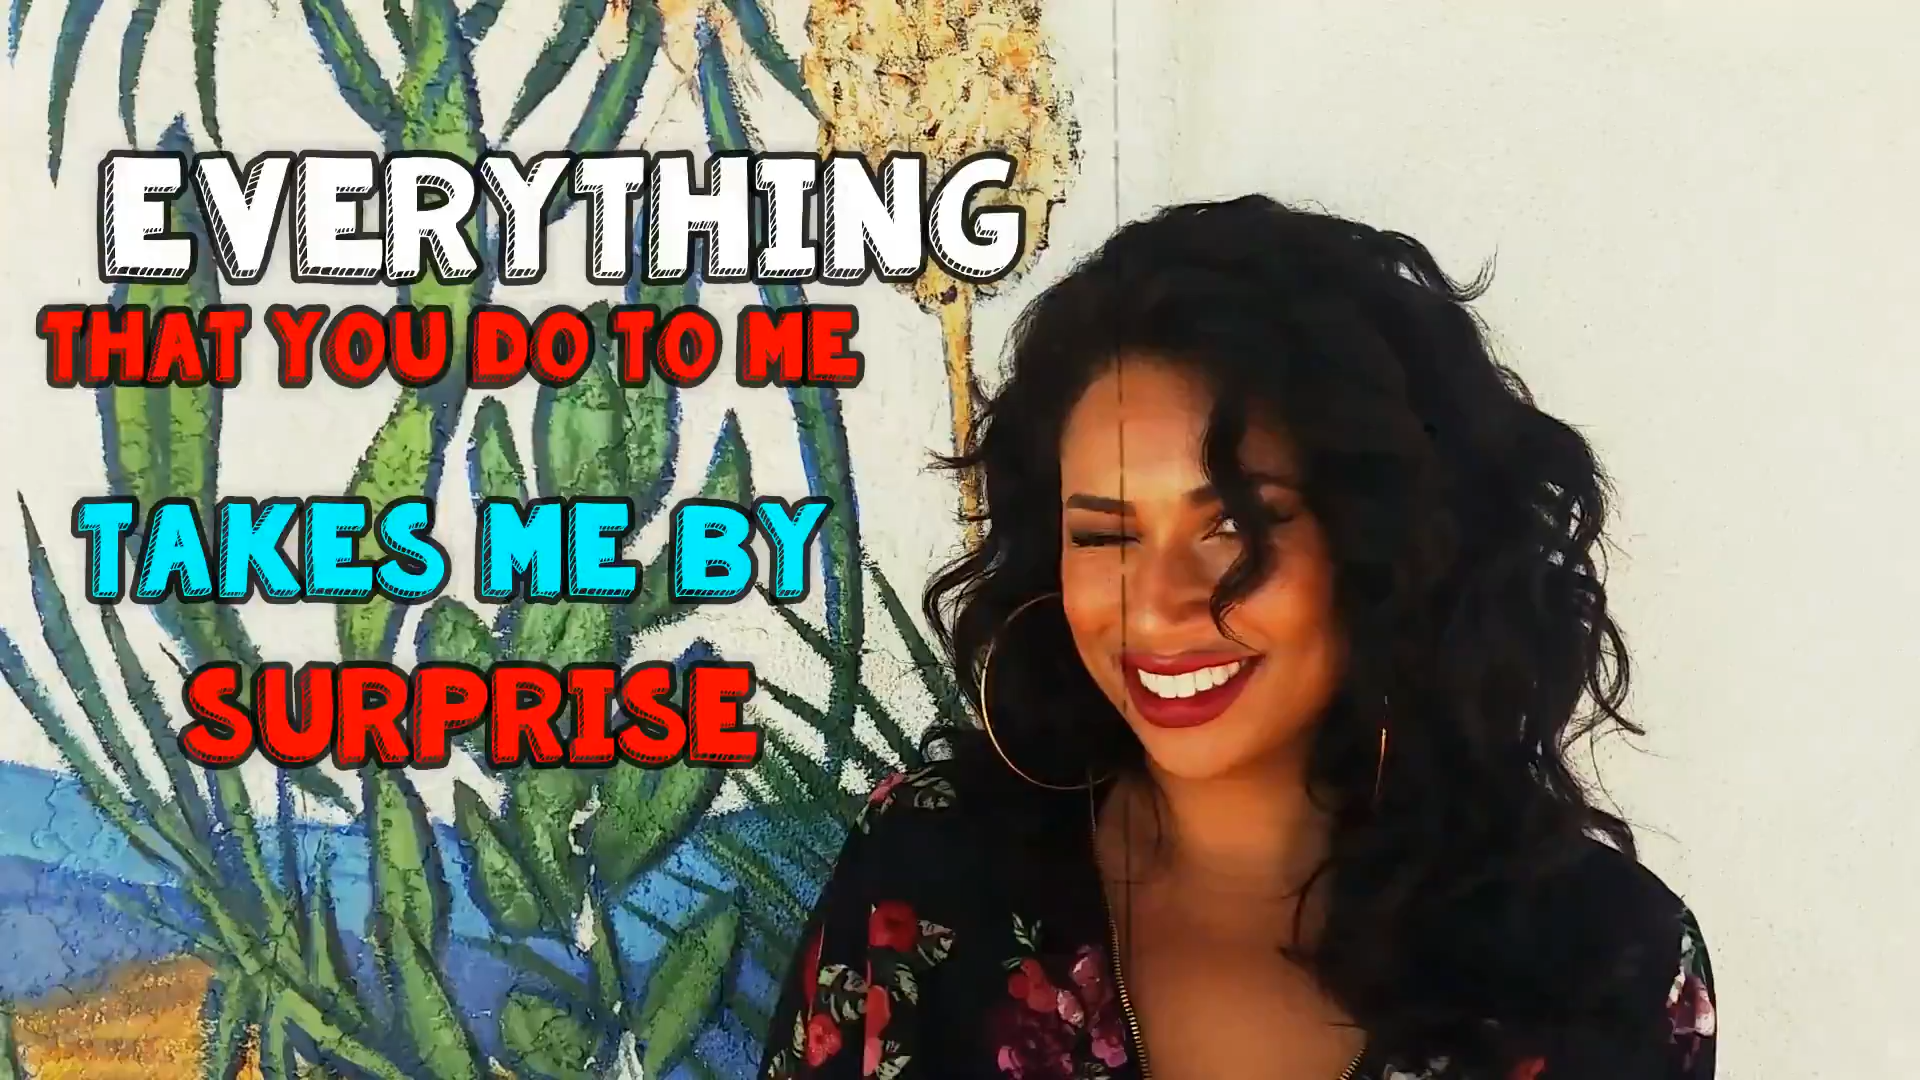 EVERYTHING
THAT YOU DO TO ME
TAKES ME BY
SURPRISE